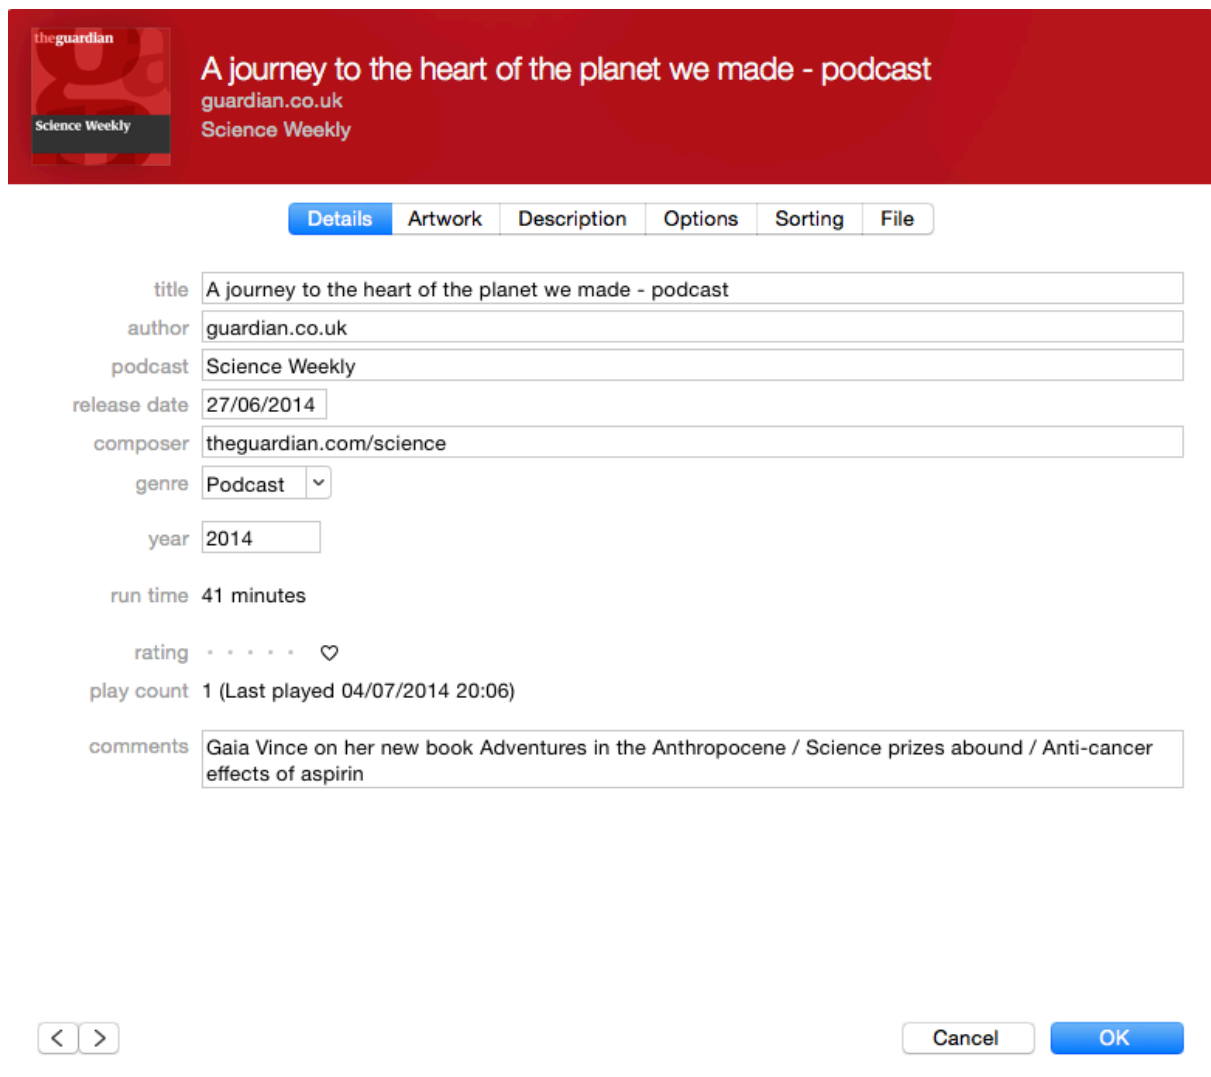 theguardian
Science Weekly
A journey to the heart of the planet we made - podcast
guardian.co.uk
Science Weekly
Details Artwork Description Options Sorting File
title A journey to the heart of the planet we made - podcast
author guardian.co.uk
podcast Science Weekly
release date 27/06/2014
composer theguardian.com/science
genre Podcast
year 2014
run time 41 minutes
rating
play count 1 (Last played 04/07/2014 20:06)
comments Gaia Vince on her new book Adventures in the Anthropocene / Science prizes abound / Anti-cancer
effects of aspirin
Cancel OK